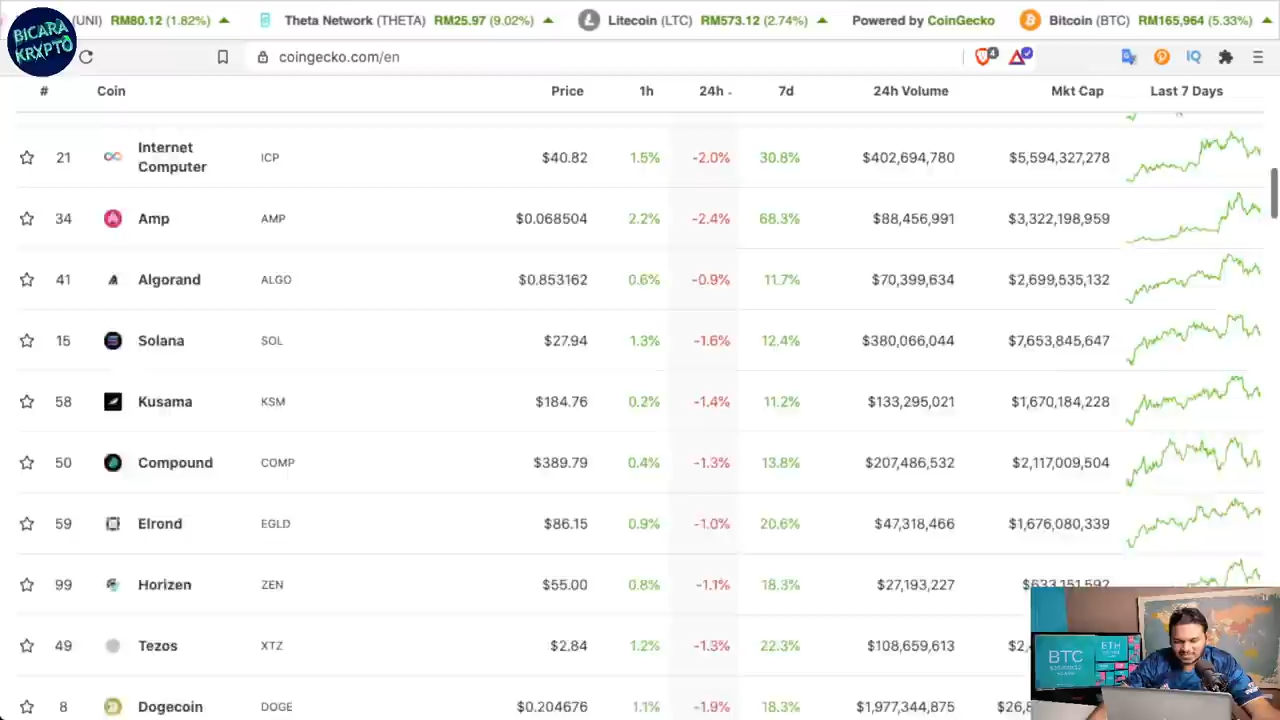 BICARA
KRXPTO
(UNI) RM80.12 (1.82%) Theta Network (THETA) RM25.97 (9.02%) Litecoin (LTC) RM573.12 (2.74%) Powered by CoinGecko Bitcoin (BTC) RM165,964 (5.33%)
coingecko.com/en 4 IQ
# Coin Price 1h 24h 7d 24h Volume Mkt Cap Last 7 Days
21 Internet Computer ICP $40.82 1.5% -2.0% 30.8% $402,694,780 $5,594,327,278
34 Amp AMP $0.068504 2.2% -2.4% 68.3% $88,456,991 $3,322,198,959
41 Algorand ALGO $0.853162 0.6% -0.9% 11.7% $70,399,634 $2,699,535,132
15 Solana SOL $27.94 1.3% -1.6% 12.4% $380,066,044 $7,653,845,647
58 Kusama KSM $184.76 0.2% -1.4% 11.2% $133,295,021 $1,670,184,228
50 Compound COMP $389.79 0.4% -1.3% 13.8% $207,486,532 $2,117,009,504
59 Elrond EGLD $86.15 0.9% -1.0% 20.6% $47,318,466 $1,676,080,339
99 Horizen ZEN $55.00 0.8% -1.1% 18.3% $27,193,227 $633,151,592
49 Tezos XTZ $2.84 1.2% -1.3% 22.3% $108,659,613 $2,
8 Dogecoin DOGE $0.204676 1.1% -1.9% 18.3% $1,977,344,875 $26,8
BTC
ETH